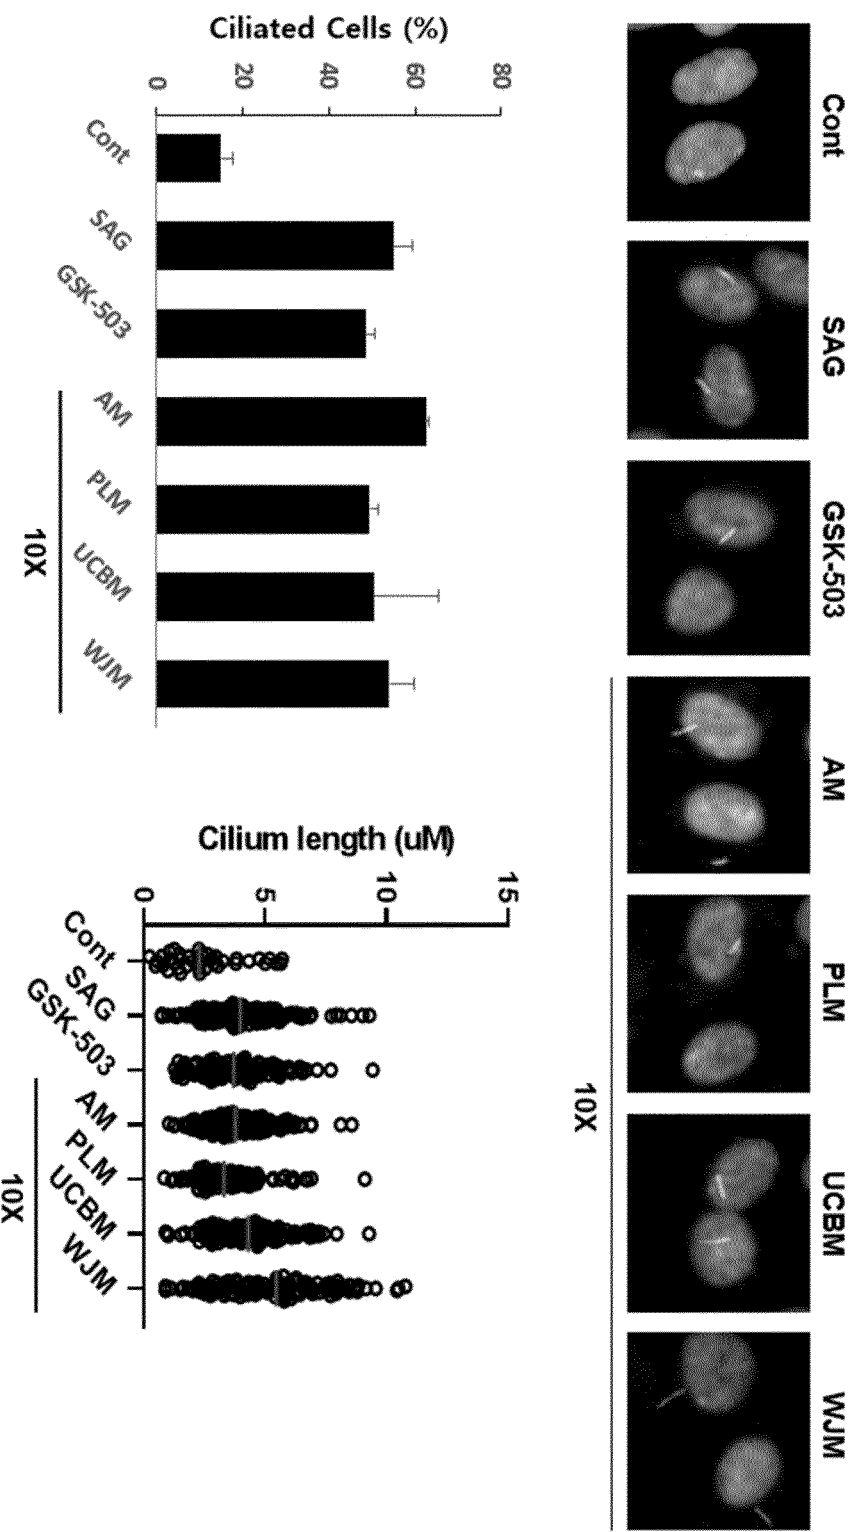 Cont SAG GSK-503 AM PLM UCBM WJM
10X
Ciliated Cells (%)
80
60
40
20
0
Cont SAG GSK-503 AM PLM UCBM WJM
10X
Cilium length (uM)
15
10
5
0
Cont SAG GSK-503 AM PLM UCBM WJM
10X